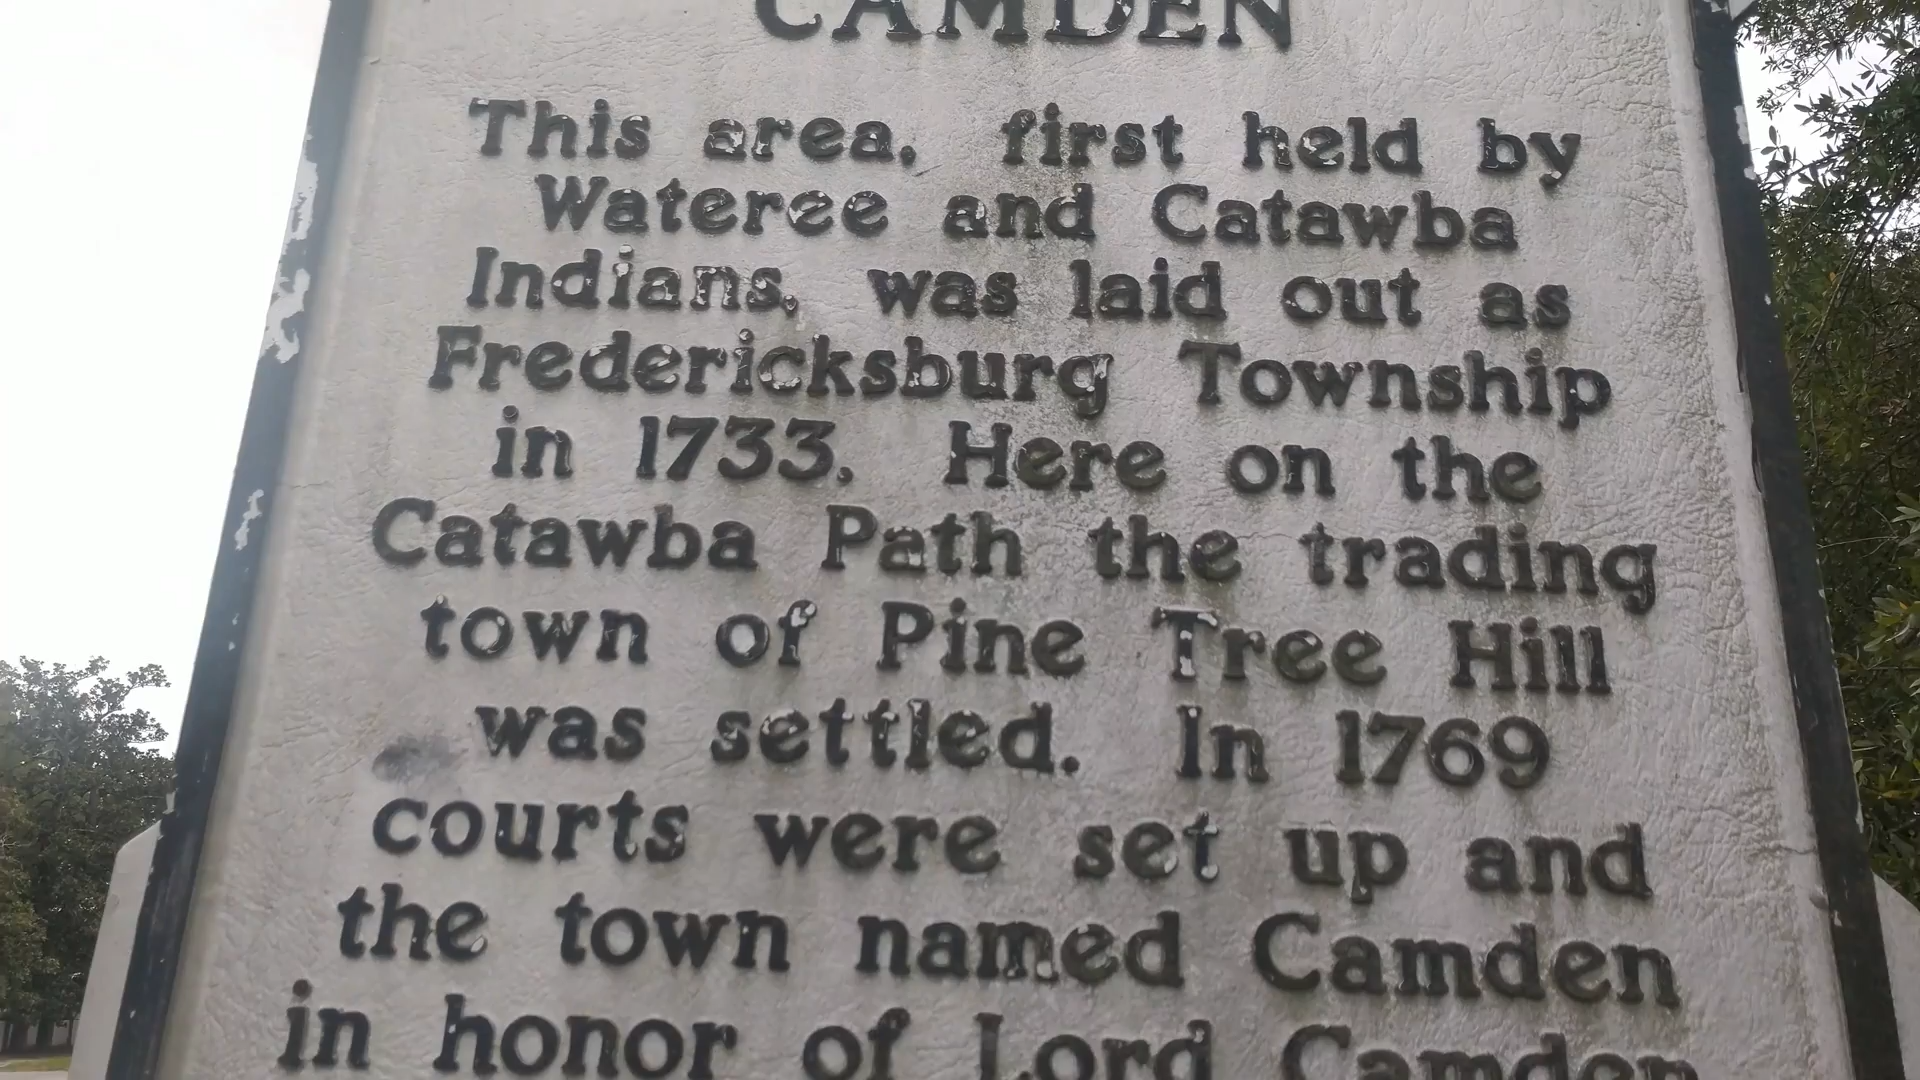 CAMDEN
This area, first held by
Wateree and Catawba
Indians, was laid out as
Fredericksburg Township
in 1733. Here on the
Catawba Path the trading
town of Pine Tree Hill
was settled. In 1769
courts were set up and
the town named Camden
in honor of Lord Camden